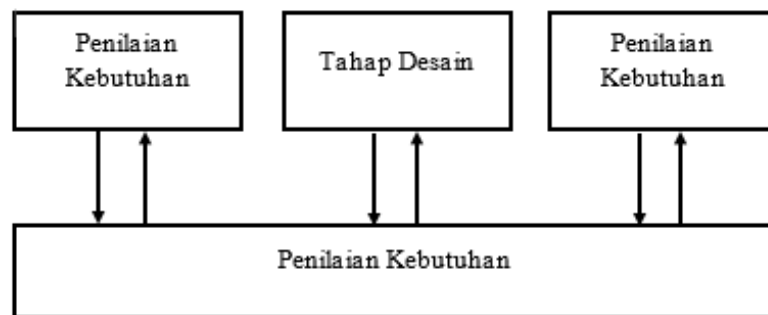 Penilaian
Kebutuhan
Tahap Desain
Penilaian
Kebutuhan
Penilaian Kebutuhan